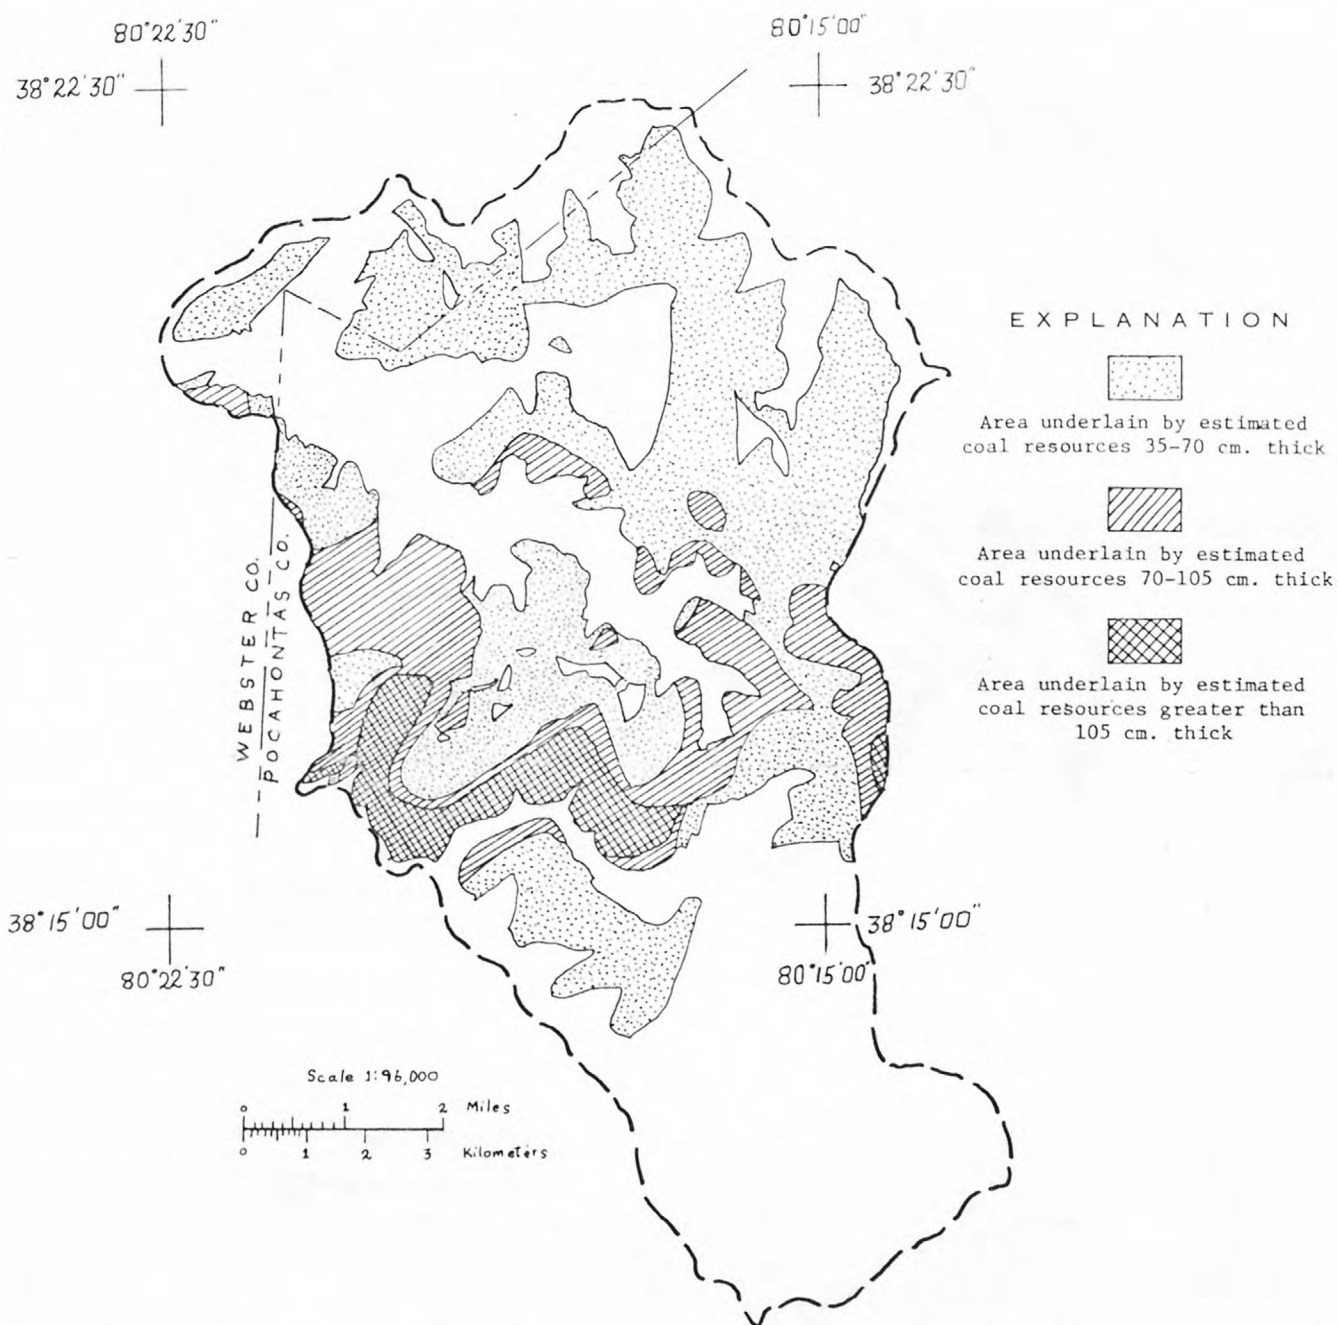 80°22'30"
80°15'00"
38°22'30"
38°22'30"
EXPLANATION
Area underlain by estimated
coal resources 35-70 cm. thick
Area underlain by estimated
coal resources 70-105 cm. thick
Area underlain by estimated
coal resources greater than
105 cm. thick
WEBSTER CO.
POCAHONTAS CO.
38°15'00"
38°15'00"
80°22'30"
80°15'00"
Scale 1:96,000
0 1 2 Miles
0 1 2 3 Kilometers